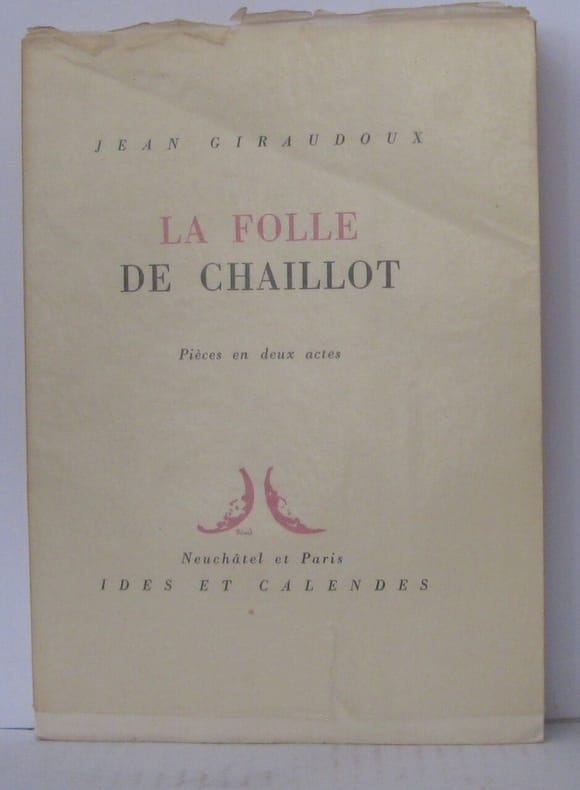 JEAN GIRAUDOUX
LA FOLLE
DE CHAILLOT
Pièces en deux actes
Neuchâtel et Paris
IDES ET CALENDES